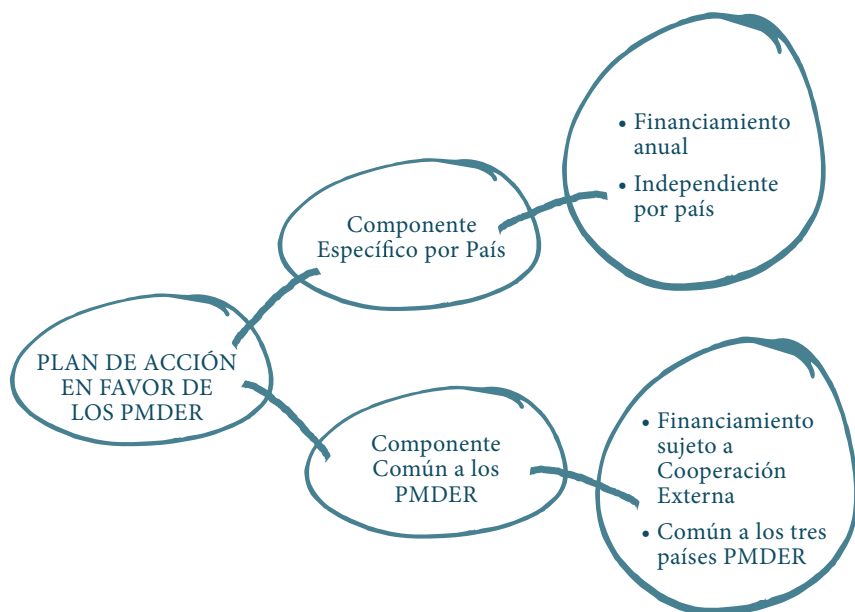 PLAN DE ACCIÓN
EN FAVOR DE
LOS PMDER
Componente
Específico por País
• Financiamiento
anual
• Independiente
por país
Componente
Común a los
PMDER
• Financiamiento
sujeto a
Cooperación
Externa
• Común a los tres
países PMDER